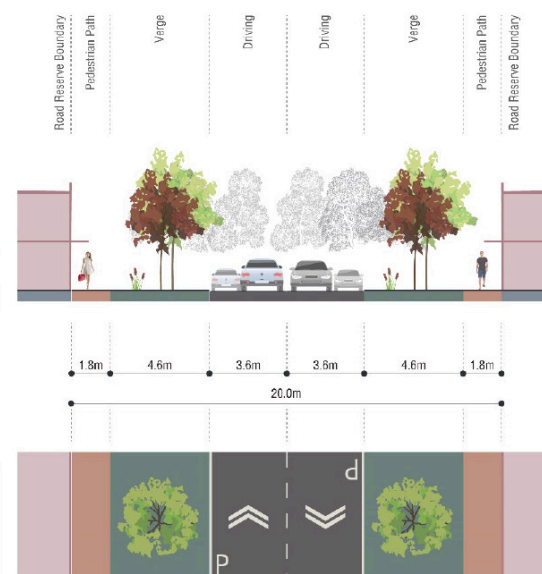 Road Reserve Boundary
Pedestrian Path
Verge
Driving
Driving
Verge
Pedestrian Path
Road Reserve Boundary
1.8m
4.6m
3.6m
3.6m
4.6m
1.8m
20.0m
P
P